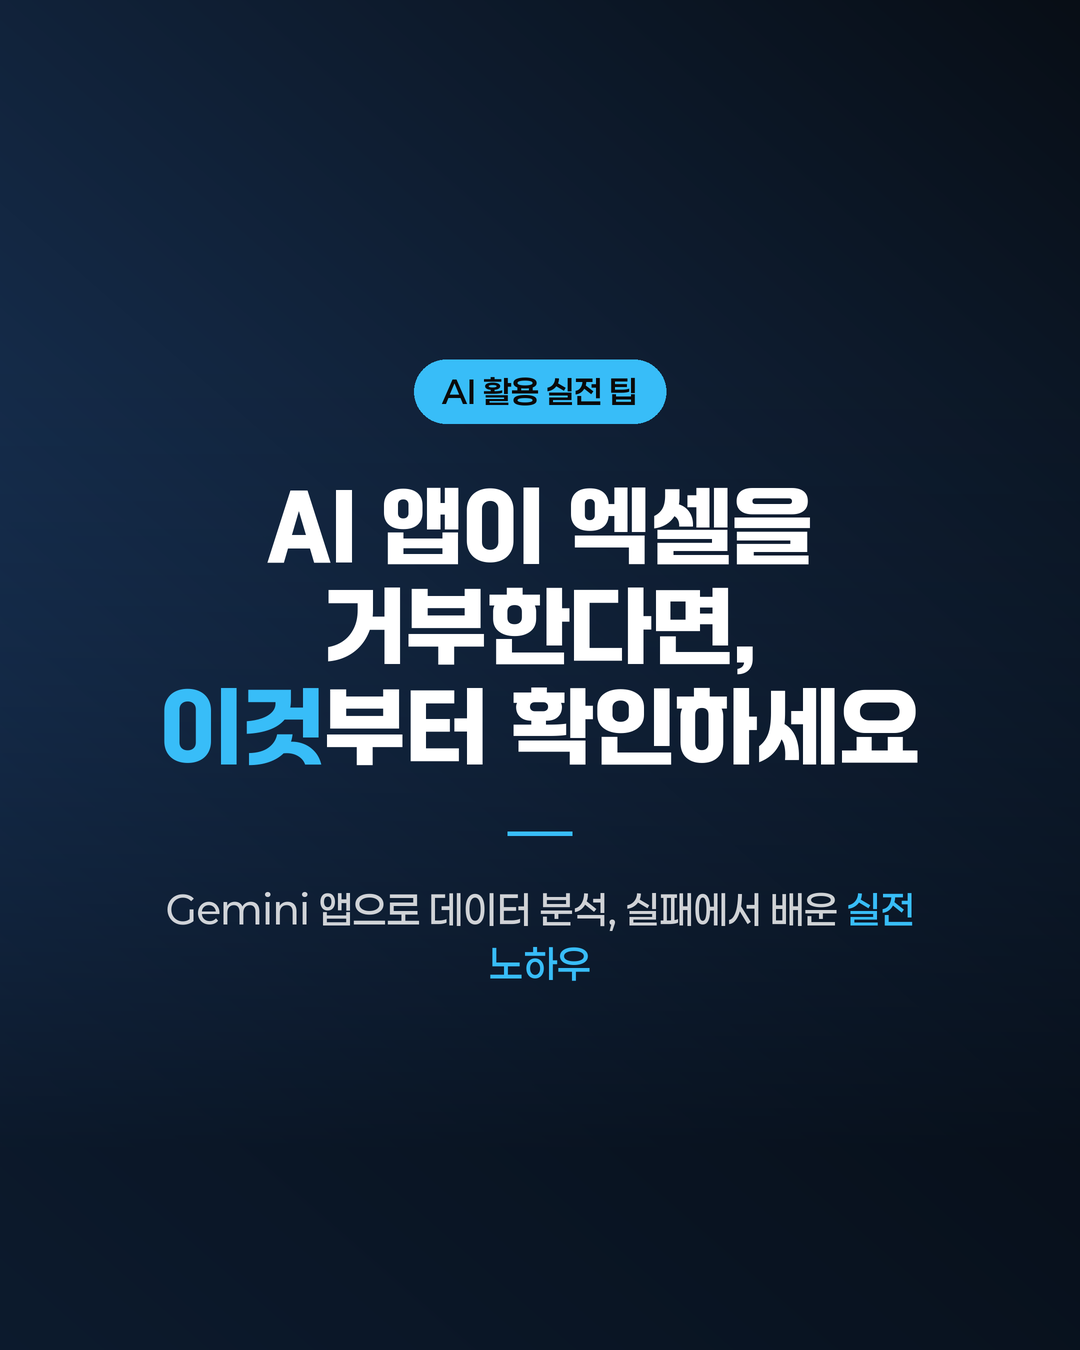 AI 활용 실전 팁
AI 앱이 엑셀을
거부한다면,
이것부터 확인하세요
Gemini 앱으로 데이터 분석, 실패에서 배운 실전
노하우